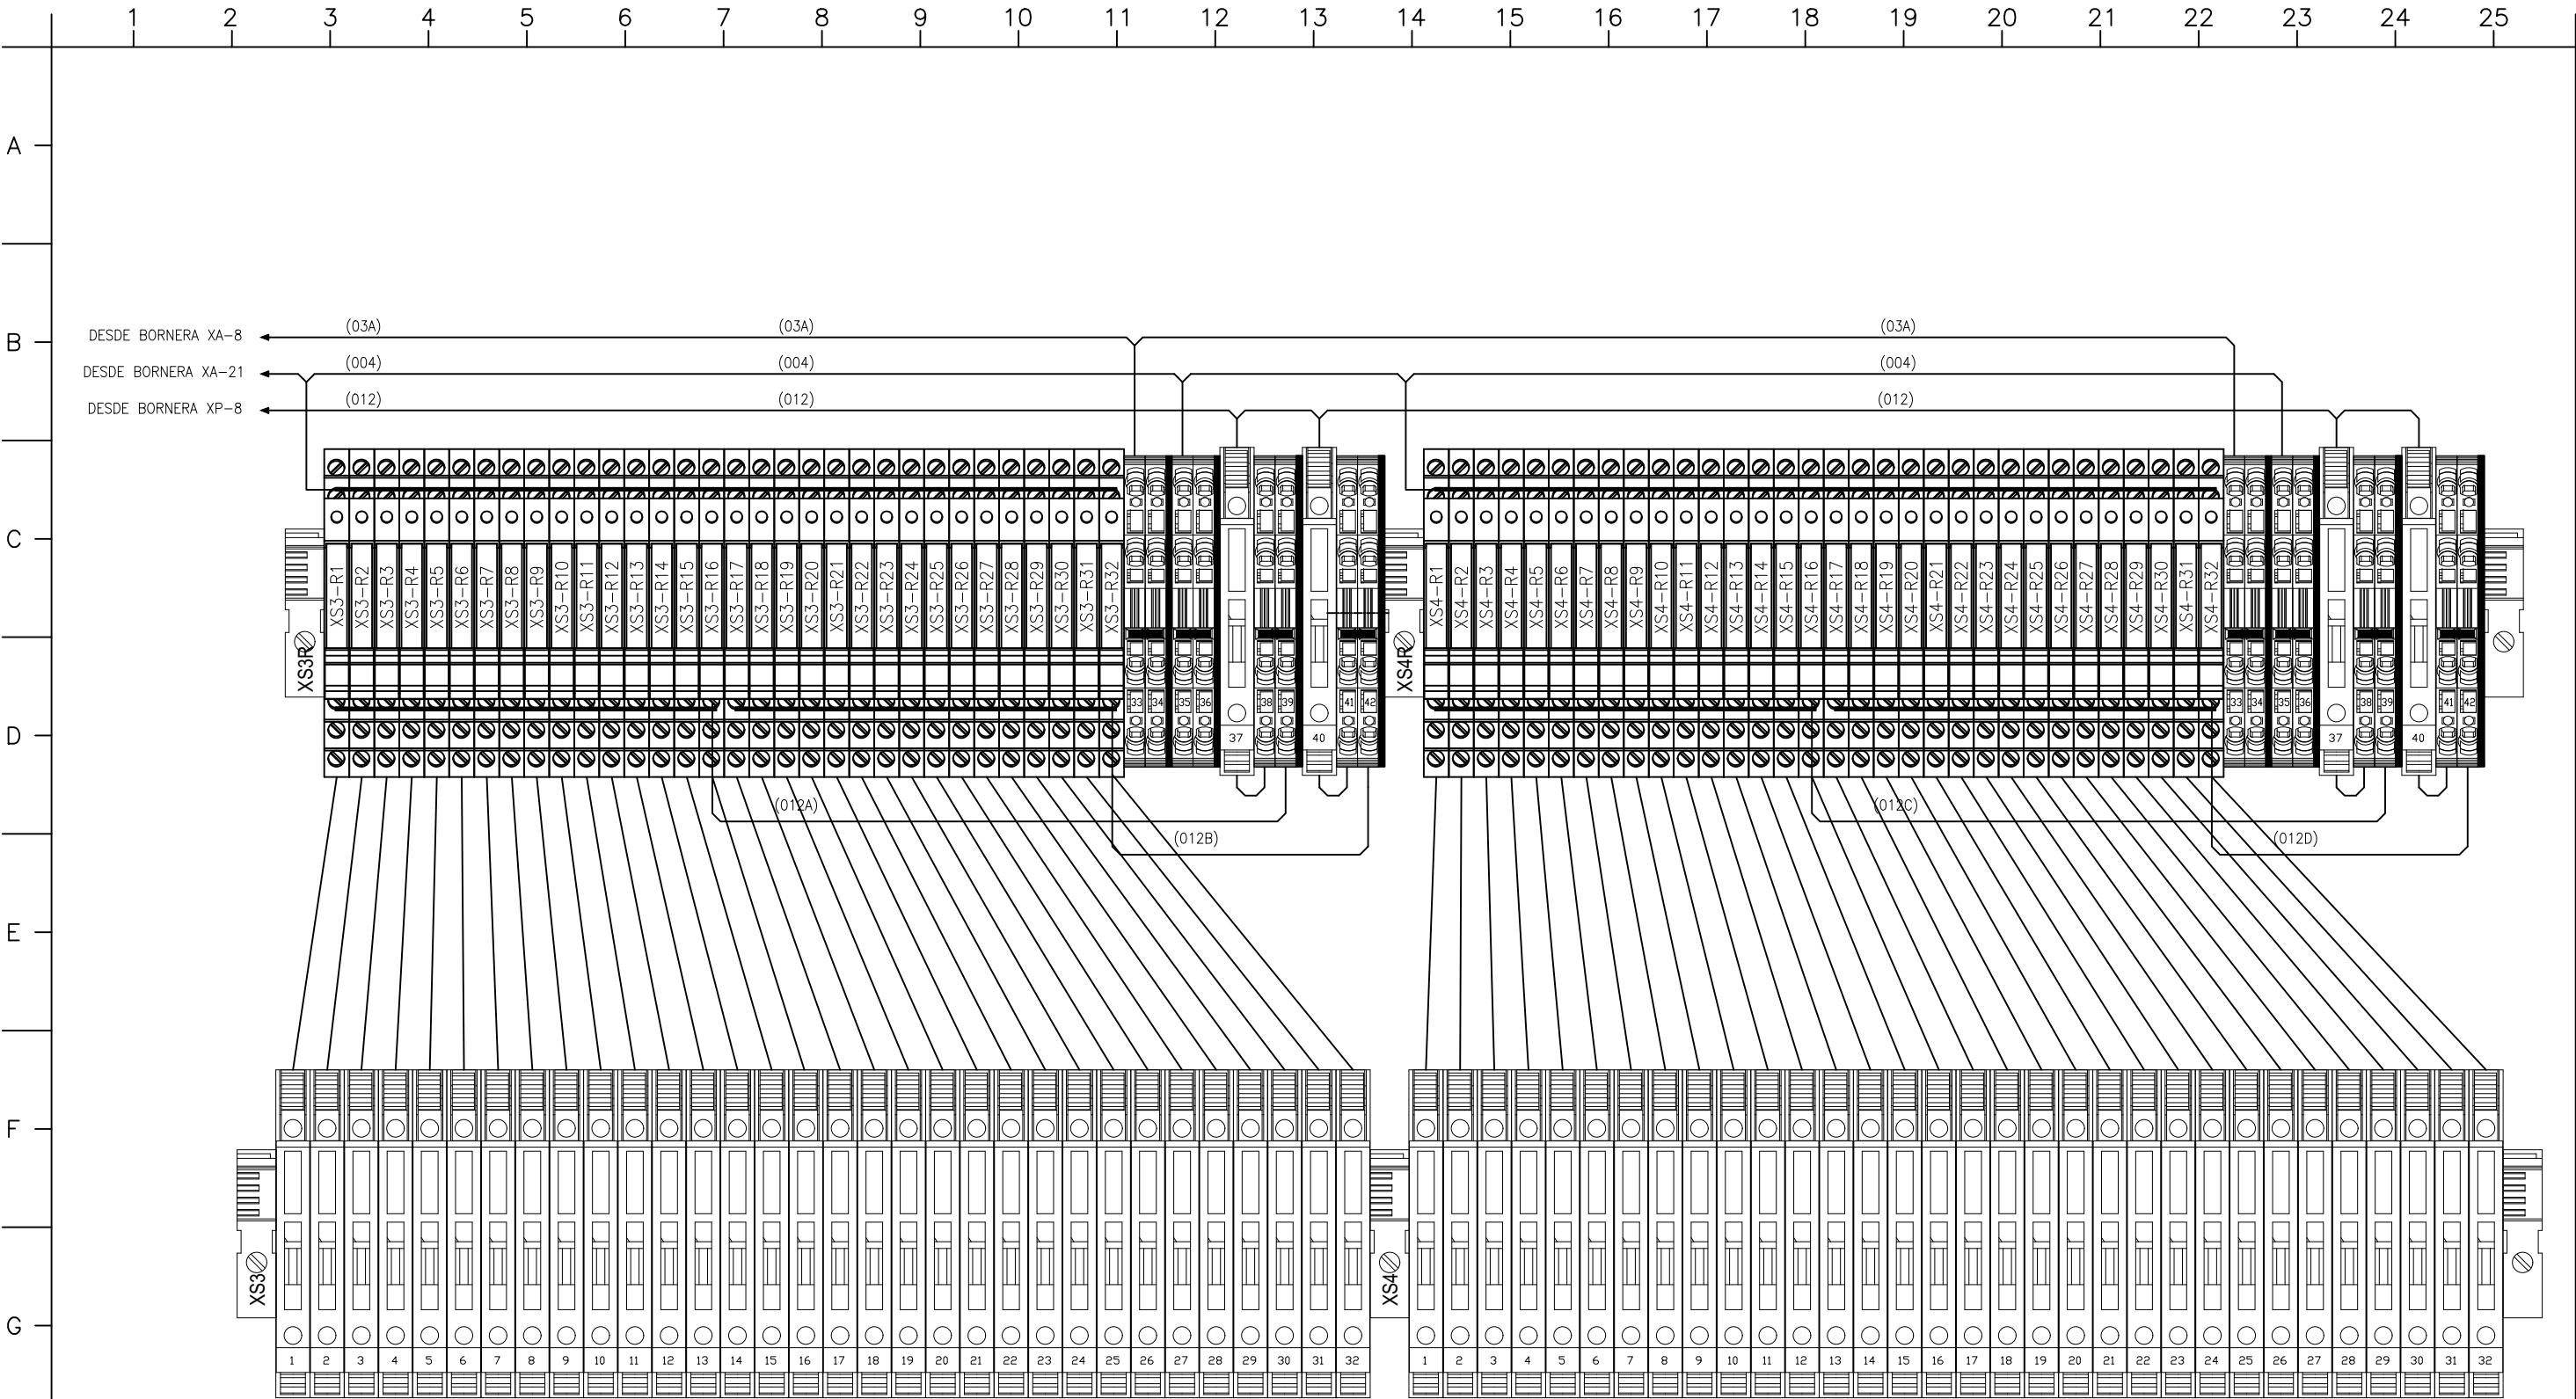 1 2 3 4 5 6 7 8 9 10 11 12 13 14 15 16 17 18 19 20 21 22 23 24 25
A
B
DESDE BORNERA XA-8 (03A) (03A) (03A)
DESDE BORNERA XA-21 (004) (004) (004)
DESDE BORNERA XP-8 (012) (012) (012)
C
XS3-R1 XS3-R2 XS3-R3 XS3-R4 XS3-R5 XS3-R6 XS3-R7 XS3-R8 XS3-R9 XS3-R10 XS3-R11 XS3-R12 XS3-R13 XS3-R14 XS3-R15 XS3-R16 XS3-R17 XS3-R18 XS3-R19 XS3-R20 XS3-R21 XS3-R22 XS3-R23 XS3-R24 XS3-R25 XS3-R26 XS3-R27 XS3-R28 XS3-R29 XS3-R30 XS3-R31 XS3-R32
XS4-R1 XS4-R2 XS4-R3 XS4-R4 XS4-R5 XS4-R6 XS4-R7 XS4-R8 XS4-R9 XS4-R10 XS4-R11 XS4-R12 XS4-R13 XS4-R14 XS4-R15 XS4-R16 XS4-R17 XS4-R18 XS4-R19 XS4-R20 XS4-R21 XS4-R22 XS4-R23 XS4-R24 XS4-R25 XS4-R26 XS4-R27 XS4-R28 XS4-R29 XS4-R30 XS4-R31 XS4-R32
XS3R
XS4R
33 34 35 36 38 39 41 42
33 34 35 36 38 39 41 42
D
37 40
37 40
(012A)
(012C)
(012B)
(012D)
E
F
XS3
XS4
G
1 2 3 4 5 6 7 8 9 10 11 12 13 14 15 16 17 18 19 20 21 22 23 24 25 26 27 28 29 30 31 32
1 2 3 4 5 6 7 8 9 10 11 12 13 14 15 16 17 18 19 20 21 22 23 24 25 26 27 28 29 30 31 32